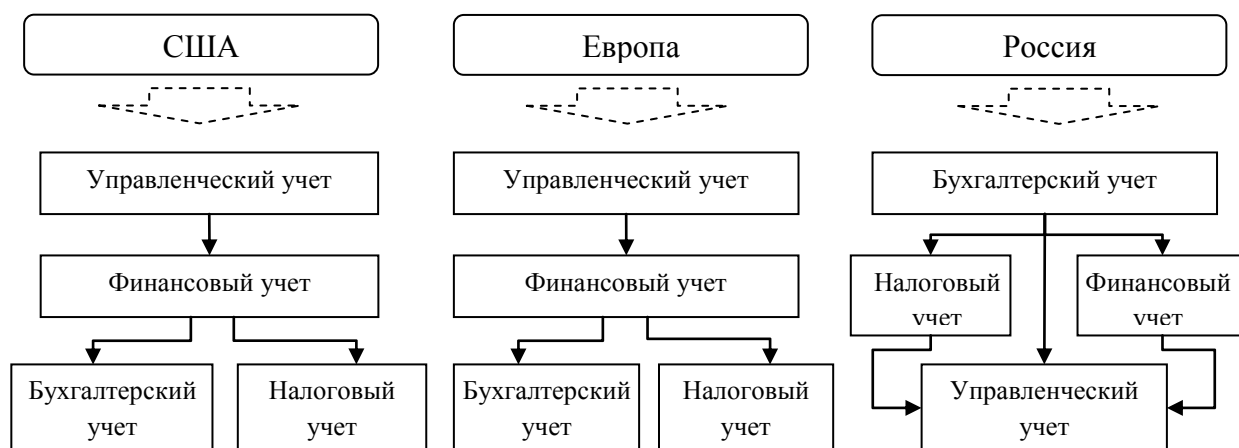 США
Европа
Россия
Управленческий учет
Управленческий учет
Бухгалтерский учет
Финансовый учет
Финансовый учет
Налоговый
учет
Финансовый
учет
Бухгалтерский
учет
Налоговый
учет
Бухгалтерский
учет
Налоговый
учет
Управленческий
учет